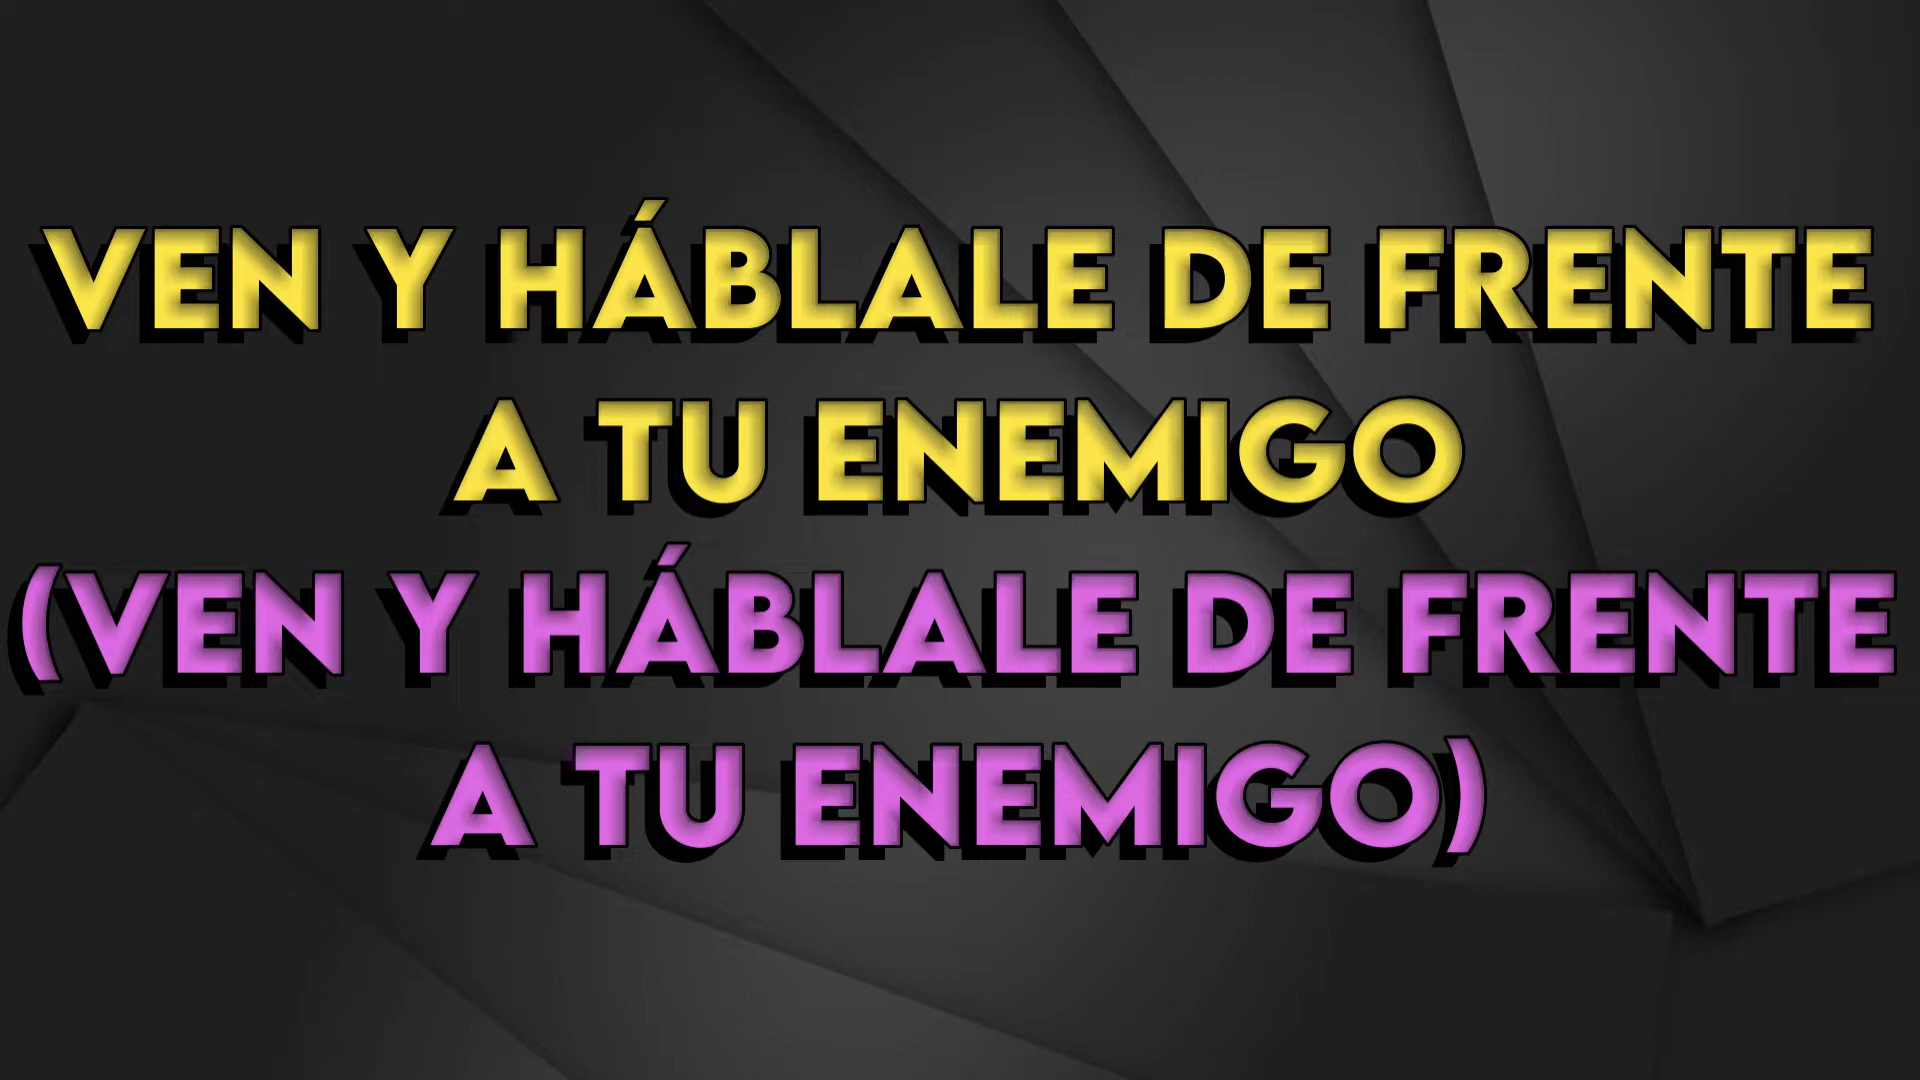 VEN Y HÁBLALE DE FRENTE
A TU ENEMIGO
(VEN Y HÁBLALE DE FRENTE
A TU ENEMIGO)